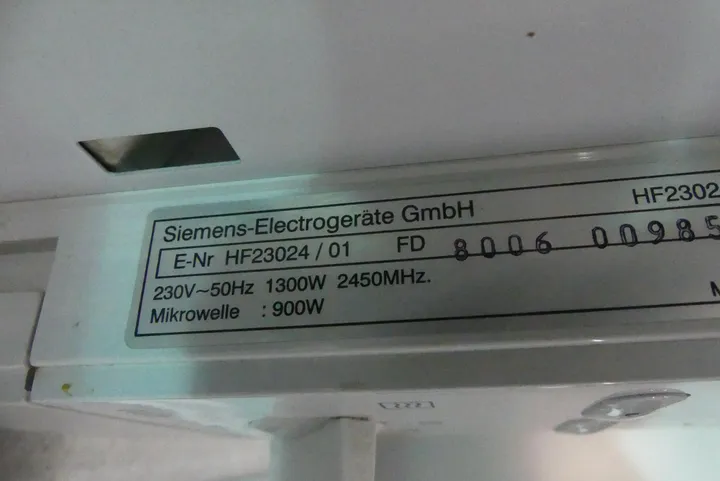 Siemens-Electrogeräte GmbH HF2302
E-Nr HF23024 / 01 FD 8006 00985
230V~50Hz 1300W 2450MHz.
Mikrowelle : 900W M